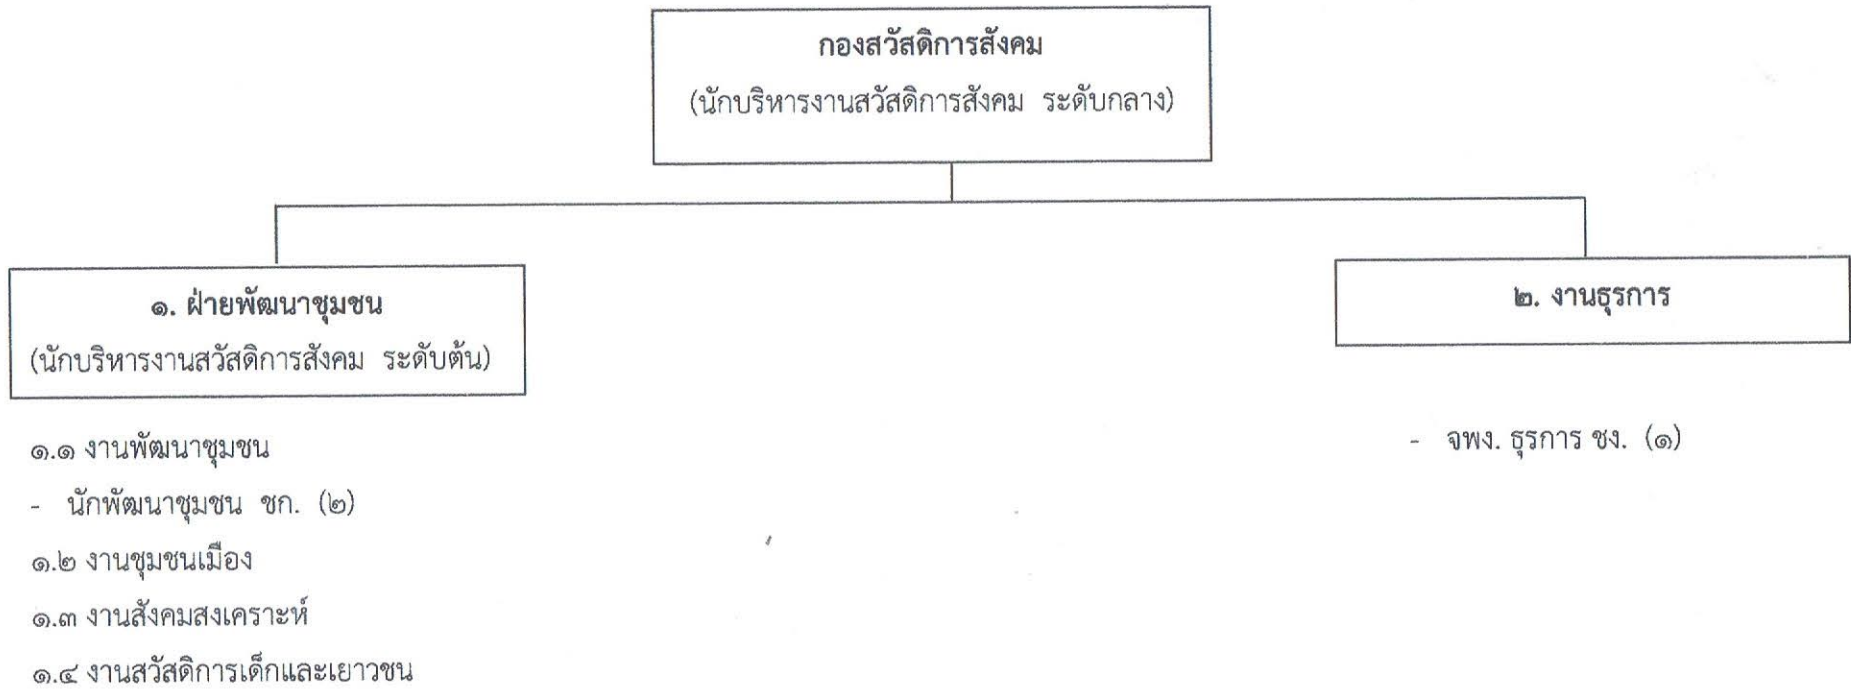 กองสวัสดิการสังคม
(นักบริหารงานสวัสดิการสังคม ระดับกลาง)
๑. ฝ่ายพัฒนาชุมชน
(นักบริหารงานสวัสดิการสังคม ระดับต้น)
๑.๑ งานพัฒนาชุมชน
- นักพัฒนาชุมชน ชก. (๒)
๑.๒ งานชุมชนเมือง
๑.๓ งานสังคมสงเคราะห์
๑.๔ งานสวัสดิการเด็กและเยาวชน
๒. งานธุรการ
- จพง. ธุรการ ชง. (๑)